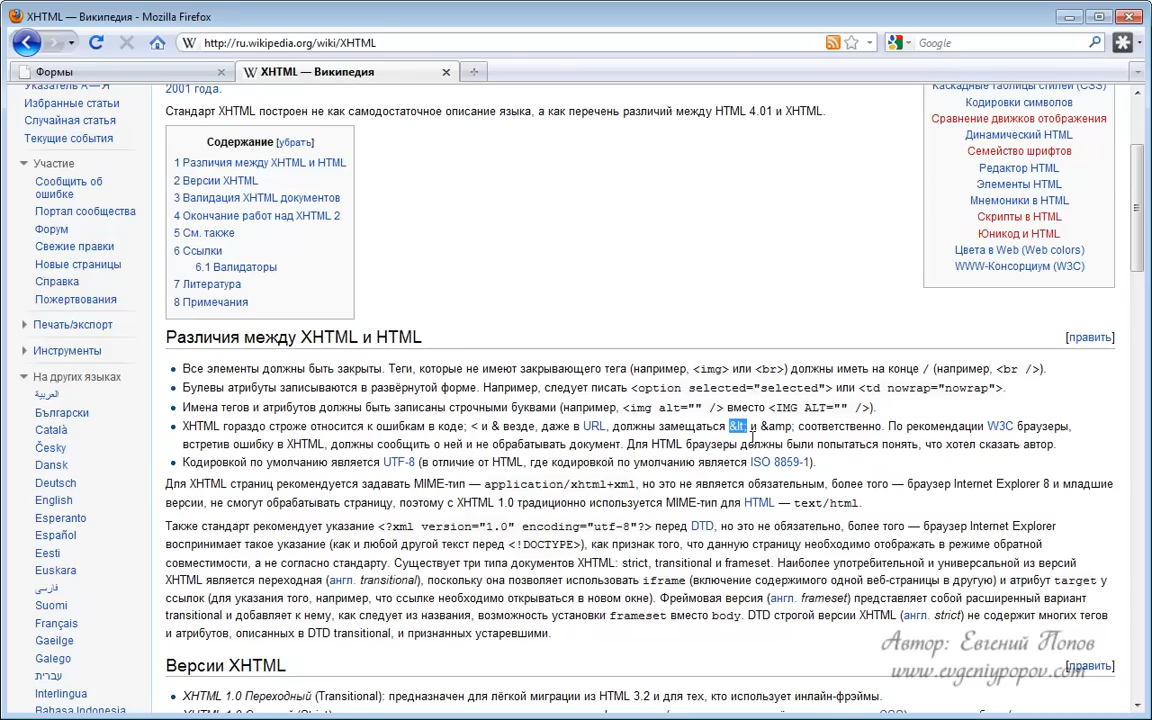 XHTML — Википедия - Mozilla Firefox
http://ru.wikipedia.org/wiki/XHTML
Google
Формы
XHTML — Википедия
Указатель А — Я
Избранные статьи
Случайная статья
Текущие события
Участие
Сообщить об
ошибке
Портал сообщества
Форум
Свежие правки
Новые страницы
Справка
Пожертвования
Печать/экспорт
Инструменты
На других языках
العربية
Български
Català
Česky
Dansk
Deutsch
English
Esperanto
Español
Eesti
Euskara
فارسی
Suomi
Français
Gaeilge
Galego
עברית
Interlingua
Bahasa Indonesia
2001 года.
Стандарт XHTML построен не как самодостаточное описание языка, а как перечень различий между HTML 4.01 и XHTML.
Содержание [убрать]
1 Различия между XHTML и HTML
2 Версии XHTML
3 Валидация XHTML документов
4 Окончание работ над XHTML 2
5 См. также
6 Ссылки
6.1 Валидаторы
7 Литература
8 Примечания
Каскадные таблицы стилей (CSS)
Кодировки символов
Сравнение движков отображения
Динамический HTML
Семейство шрифтов
Редактор HTML
Элементы HTML
Мнемоники в HTML
Скрипты в HTML
Юникод и HTML
Цвета в Web (Web colors)
WWW-Консорциум (W3C)
Различия между XHTML и HTML [править]
Все элементы должны быть закрыты. Теги, которые не имеют закрывающего тега (например, <img> или <br>) должны иметь на конце / (например, <br />).
Булевы атрибуты записываются в развёрнутой форме. Например, следует писать <option selected="selected"> или <td nowrap="nowrap">.
Имена тегов и атрибутов должны быть записаны строчными буквами (например, <img alt="" /> вместо <IMG ALT="" />).
XHTML гораздо строже относится к ошибкам в коде; < и & везде, даже в URL, должны замещаться &lt; и &amp; соответственно. По рекомендации W3C браузеры,
встретив ошибку в XHTML, должны сообщить о ней и не обрабатывать документ. Для HTML браузеры должны были попытаться понять, что хотел сказать автор.
Кодировкой по умолчанию является UTF-8 (в отличие от HTML, где кодировкой по умолчанию является ISO 8859-1).
Для XHTML страниц рекомендуется задавать MIME-тип — application/xhtml+xml, но это не является обязательным, более того — браузер Internet Explorer 8 и младшие
версии, не смогут обрабатывать страницу, поэтому с XHTML 1.0 традиционно используется MIME-тип для HTML — text/html.
Также стандарт рекомендует указание <?xml version="1.0" encoding="utf-8"?> перед DTD, но это не обязательно, более того — браузер Internet Explorer
воспринимает такое указание (как и любой другой текст перед <!DOCTYPE>), как признак того, что данную страницу необходимо отображать в режиме обратной
совместимости, а не согласно стандарту. Существует три типа документов XHTML: strict, transitional и frameset. Наиболее употребительной и универсальной из версий
XHTML является переходная (англ. transitional), поскольку она позволяет использовать iframe (включение содержимого одной веб-страницы в другую) и атрибут target у
ссылок (для указания того, например, что ссылке необходимо открываться в новом окне). Фреймовая версия (англ. frameset) представляет собой расширенный вариант
transitional и добавляет к нему, как следует из названия, возможность установки frameset вместо body. DTD строгой версии XHTML (англ. strict) не содержит многих тегов
и атрибутов, описанных в DTD transitional, и признанных устаревшими.
Автор: Евгений Попов
www.evgeniypopov.com
Версии XHTML [править]
XHTML 1.0 Переходный (Transitional): предназначен для лёгкой миграции из HTML 3.2 и для тех, кто использует инлайн-фреймы.